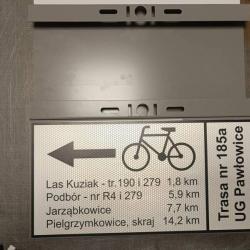 Las Kuziak - tr.190 i 279 1,8 km
Podbór - nr R4 i 279 5,9 km
Jarząbkowice 7,7 km
Pielgrzymkowice, skraj 14,2 km
Trasa nr 185a
UG Pawłowice